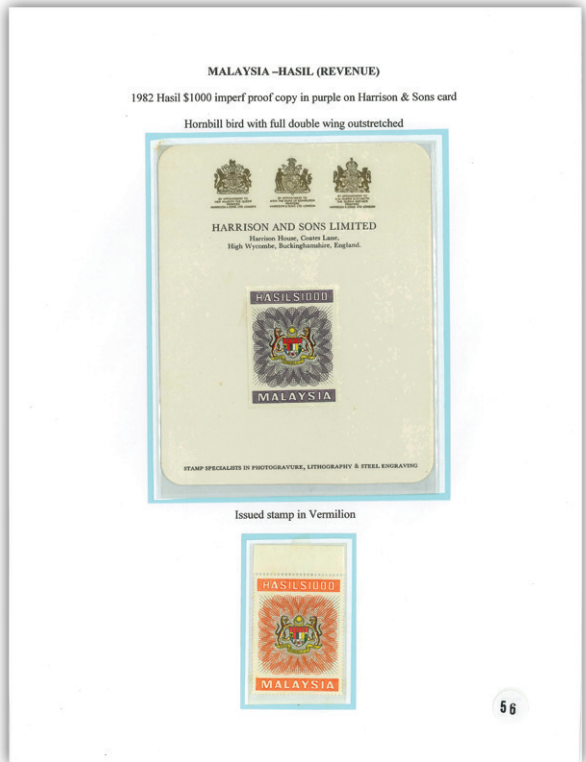 MALAYSIA –HASIL (REVENUE)
1982 Hasil $1000 imperf proof copy in purple on Harrison & Sons card
Hornbill bird with full double wing outstretched
HARRISON AND SONS LIMITED
Harrison House, Coates Lane,
High Wycombe, Buckinghamshire, England.
HASIL$1000
MALAYSIA
STAMP SPECIALISTS IN PHOTOGRAVURE, LITHOGRAPHY & STEEL ENGRAVING
Issued stamp in Vermilion
HASIL$1000
MALAYSIA
56